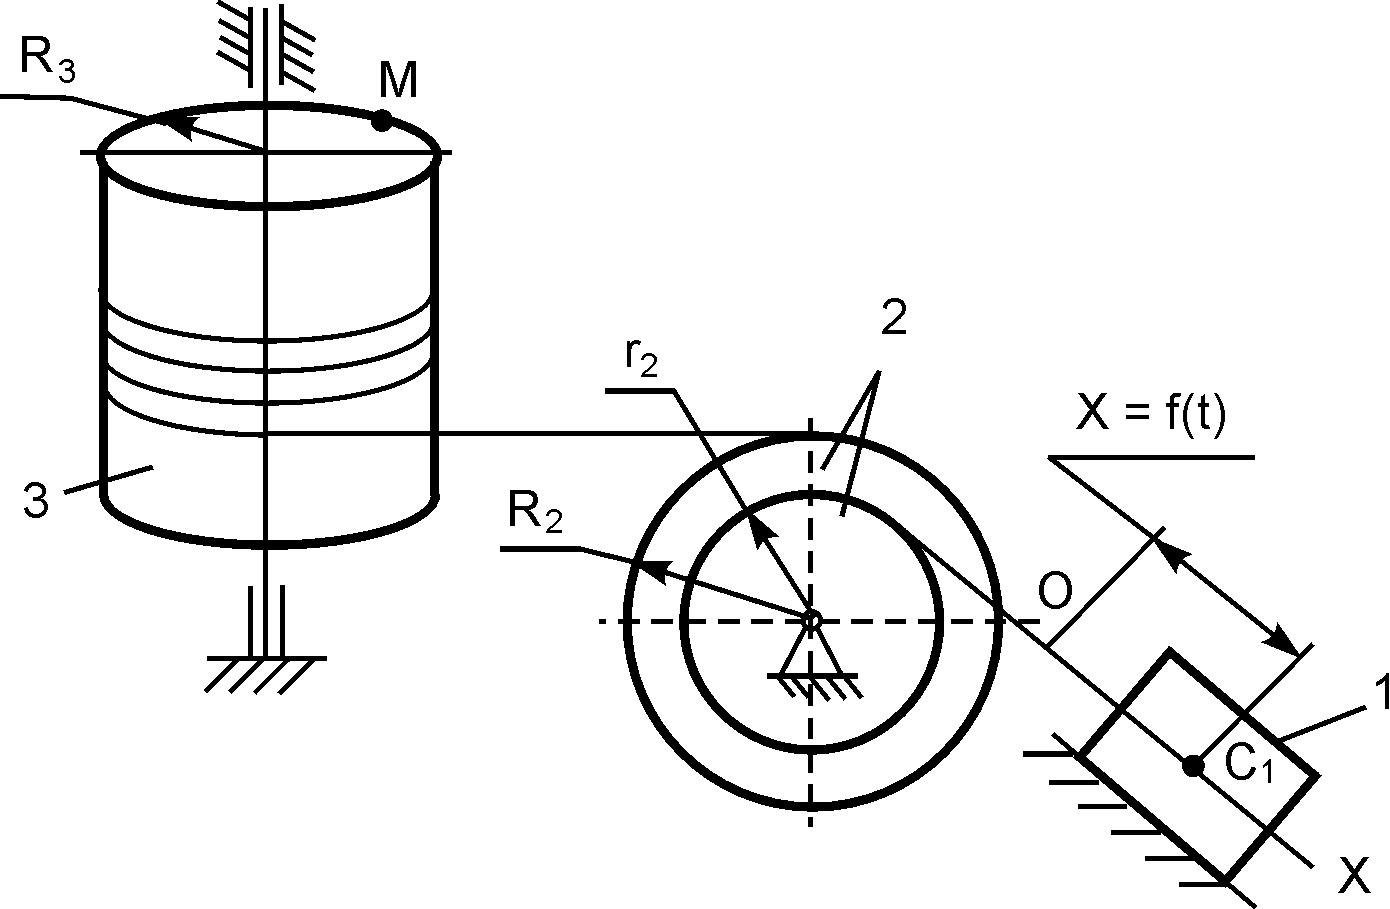 R₃
M
2
r₂
X = f(t)
3
R₂
O
1
C₁
X